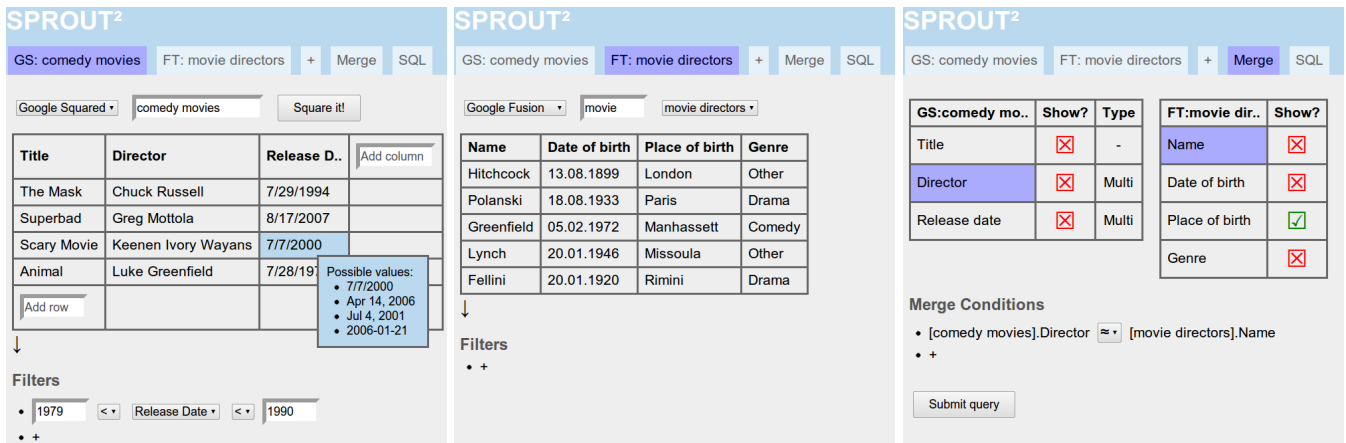 SPROUT²
GS: comedy movies FT: movie directors + Merge SQL
Google Squared comedy movies Square it!
Title Director Release D.. Add column
The Mask Chuck Russell 7/29/1994
Superbad Greg Mottola 8/17/2007
Scary Movie Keenen Ivory Wayans 7/7/2000
Animal Luke Greenfield 7/28/197
Add row
Possible values:
• 7/7/2000
• Apr 14, 2006
• Jul 4, 2001
• 2006-01-21
↓
Filters
• 1979 < Release Date < 1990
• +
SPROUT²
GS: comedy movies FT: movie directors + Merge SQL
Google Fusion movie movie directors
Name Date of birth Place of birth Genre
Hitchcock 13.08.1899 London Other
Polanski 18.08.1933 Paris Drama
Greenfield 05.02.1972 Manhassett Comedy
Lynch 20.01.1946 Missoula Other
Fellini 20.01.1920 Rimini Drama
↓
Filters
• +
SPROUT²
GS: comedy movies FT: movie directors + Merge SQL
GS:comedy mo.. Show? Type
Title ☒ -
Director ☒ Multi
Release date ☒ Multi
FT:movie dir.. Show?
Name ☒
Date of birth ☒
Place of birth ☑
Genre ☒
Merge Conditions
• [comedy movies].Director ≈ [movie directors].Name
• +
Submit query